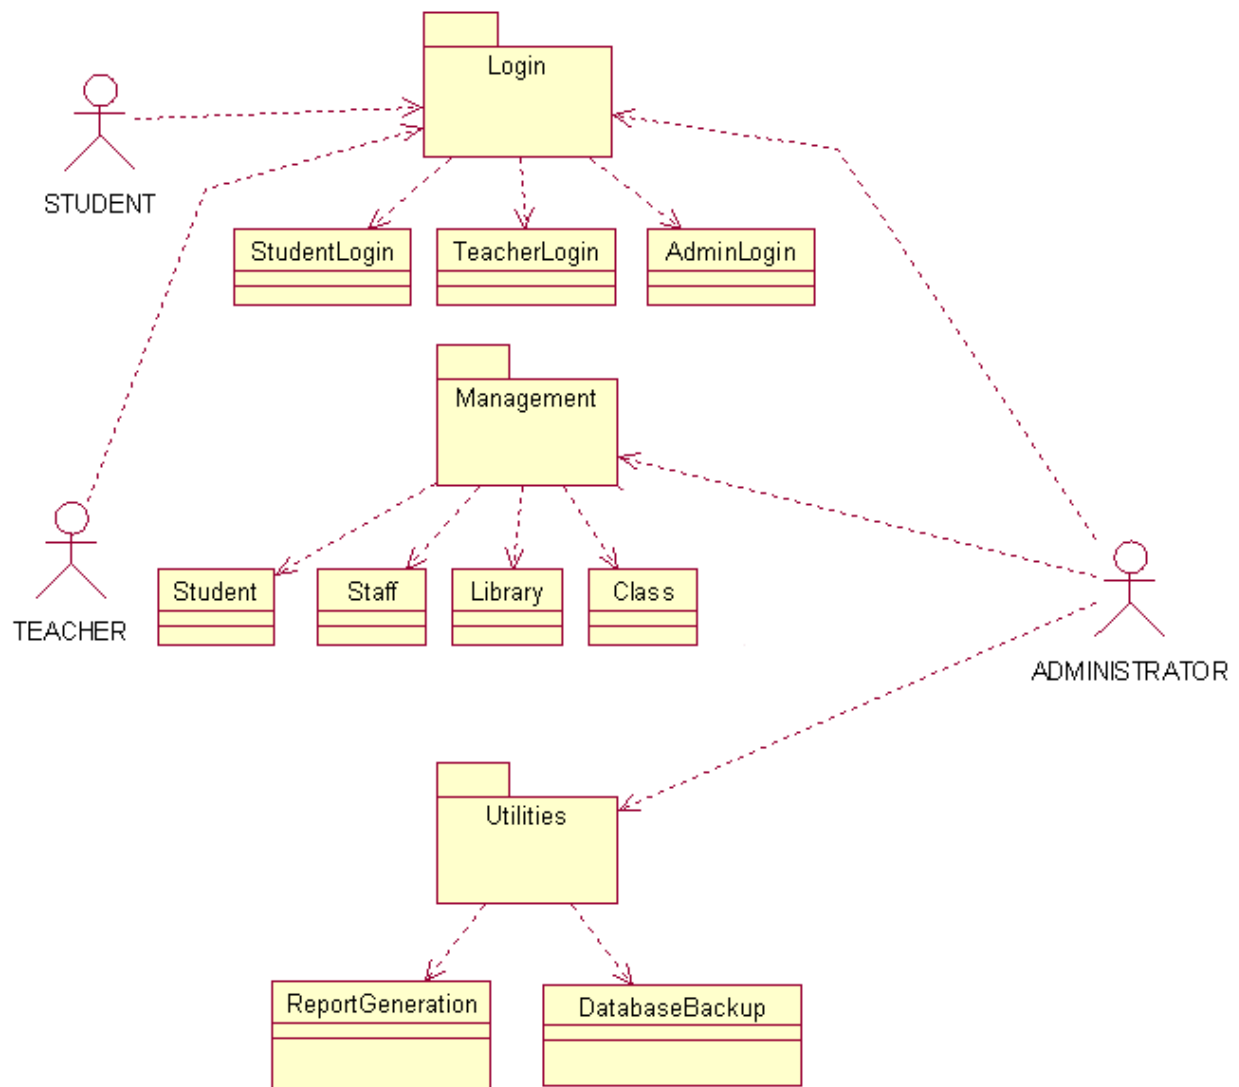 Login
STUDENT
StudentLogin
TeacherLogin
AdminLogin
Management
TEACHER
Student
Staff
Library
Class
ADMINISTRATOR
Utilities
ReportGeneration
DatabaseBackup